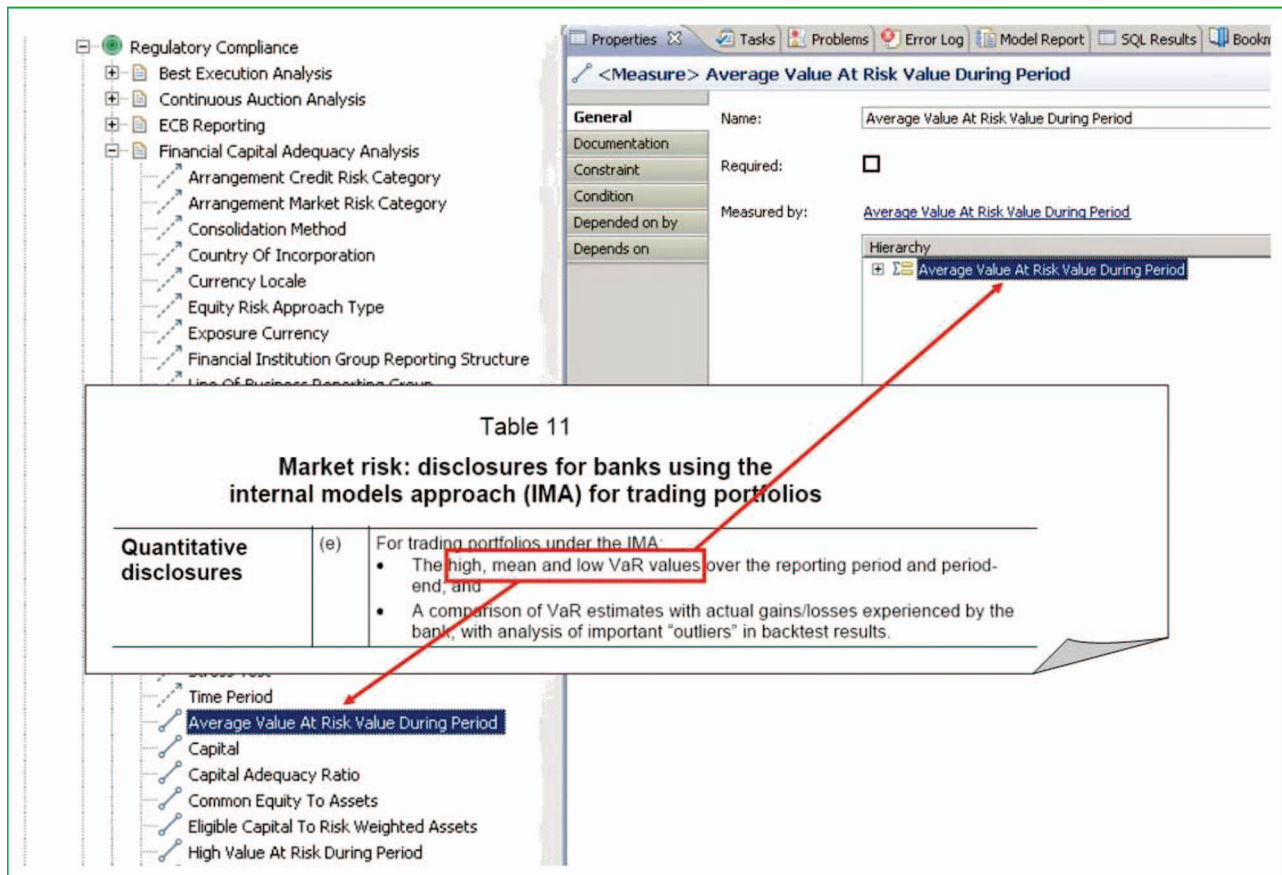 Regulatory Compliance
Best Execution Analysis
Continuous Auction Analysis
ECB Reporting
Financial Capital Adequacy Analysis
Arrangement Credit Risk Category
Arrangement Market Risk Category
Consolidation Method
Country Of Incorporation
Currency Locale
Equity Risk Approach Type
Exposure Currency
Financial Institution Group Reporting Structure
Line Of Business Reporting Group
Properties Tasks Problems Error Log Model Report SQL Results Bookm
<Measure> Average Value At Risk Value During Period
General
Documentation
Constraint
Condition
Depended on by
Depends on
Name: Average Value At Risk Value During Period
Required:
Measured by: Average Value At Risk Value During Period
Hierarchy
Average Value At Risk Value During Period
Table 11
Market risk: disclosures for banks using the
internal models approach (IMA) for trading portfolios
Quantitative
disclosures
(e)
For trading portfolios under the IMA:
• The high, mean and low VaR values over the reporting period and period-
end; and
• A comparison of VaR estimates with actual gains/losses experienced by the
bank, with analysis of important “outliers” in backtest results.
Stress Test
Time Period
Average Value At Risk Value During Period
Capital
Capital Adequacy Ratio
Common Equity To Assets
Eligible Capital To Risk Weighted Assets
High Value At Risk During Period